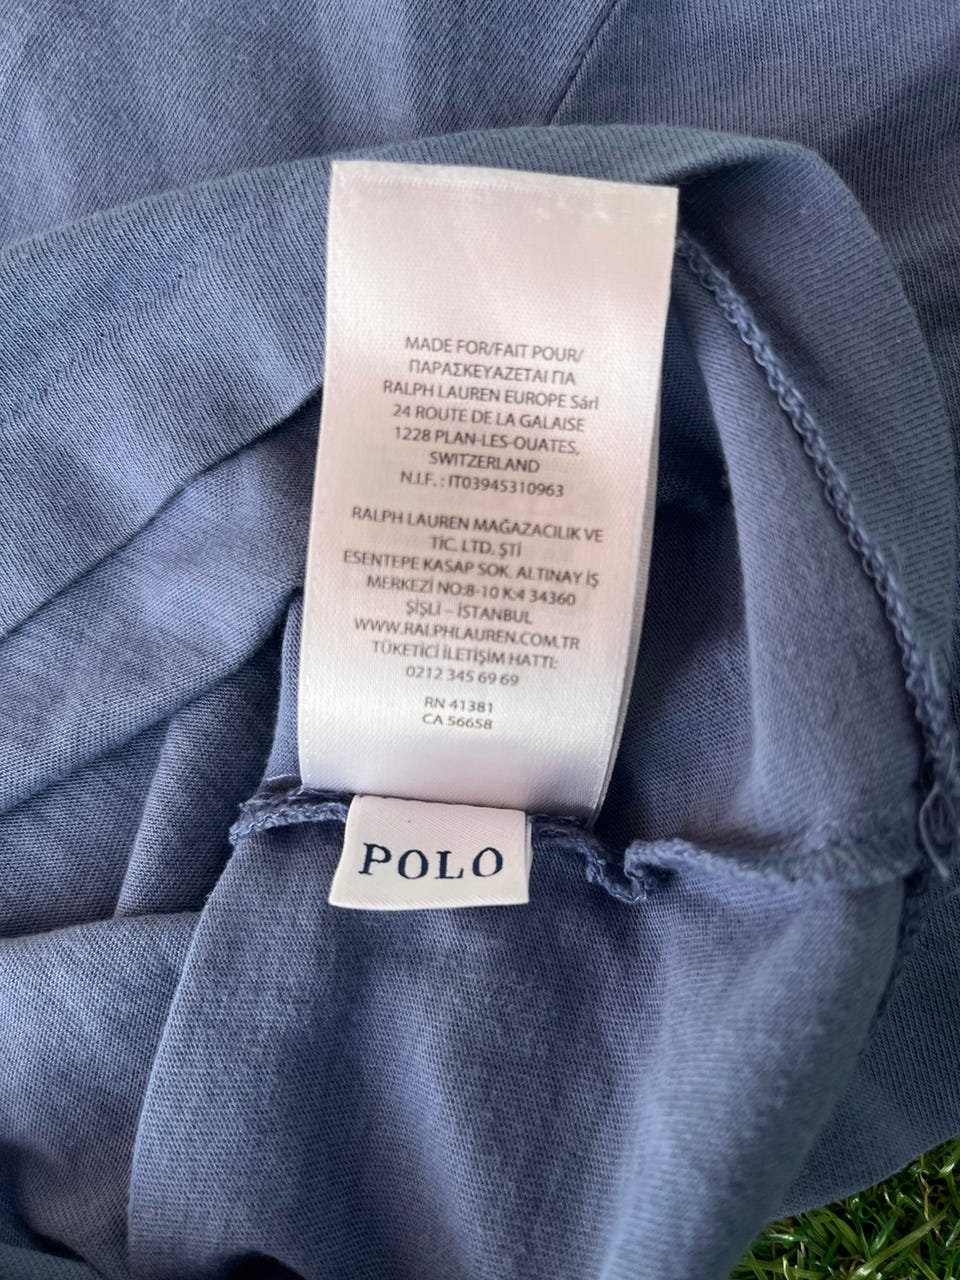 MADE FOR/FAIT POUR/
ΠΑΡΑΣΚΕΥΑΖΕΤΑΙ ΓΙΑ
RALPH LAUREN EUROPE Sárl
24 ROUTE DE LA GALAISE
1228 PLAN-LES-OUATES,
SWITZERLAND
N.I.F. : IT03945310963
RALPH LAUREN MAĞAZACILIK VE
TİC. LTD. ŞTİ
ESENTEPE KASAP SOK. ALTINAY İŞ
MERKEZİ NO:8-10 K:4 34360
ŞİŞLİ – İSTANBUL
WWW.RALPHLAUREN.COM.TR
TÜKETİCİ İLETİŞİM HATTI:
0212 345 69 69
RN 41381
CA 56658
POLO